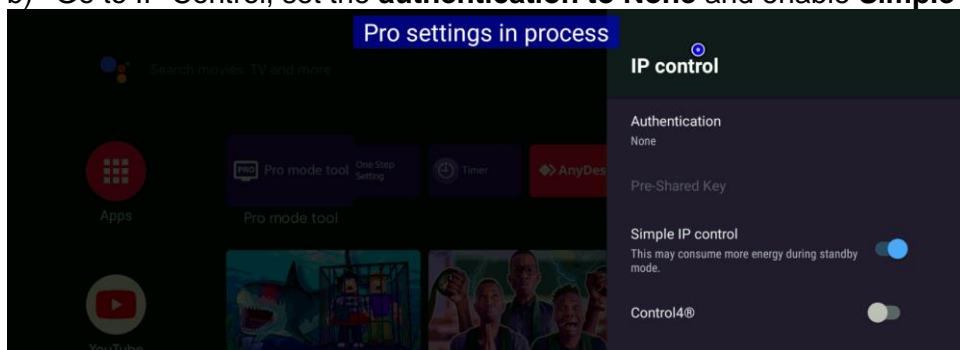 b) Go to IP Control, set the authentication to None and enable Simple
Pro settings in process
IP control
Search movies, TV and more
Authentication
None
PRO Pro mode tool
One Step
Setting
Timer
AnyDes
Pre-Shared Key
Apps
Pro mode tool
Simple IP control
This may consume more energy during standby
mode.
Control4®
YouTube